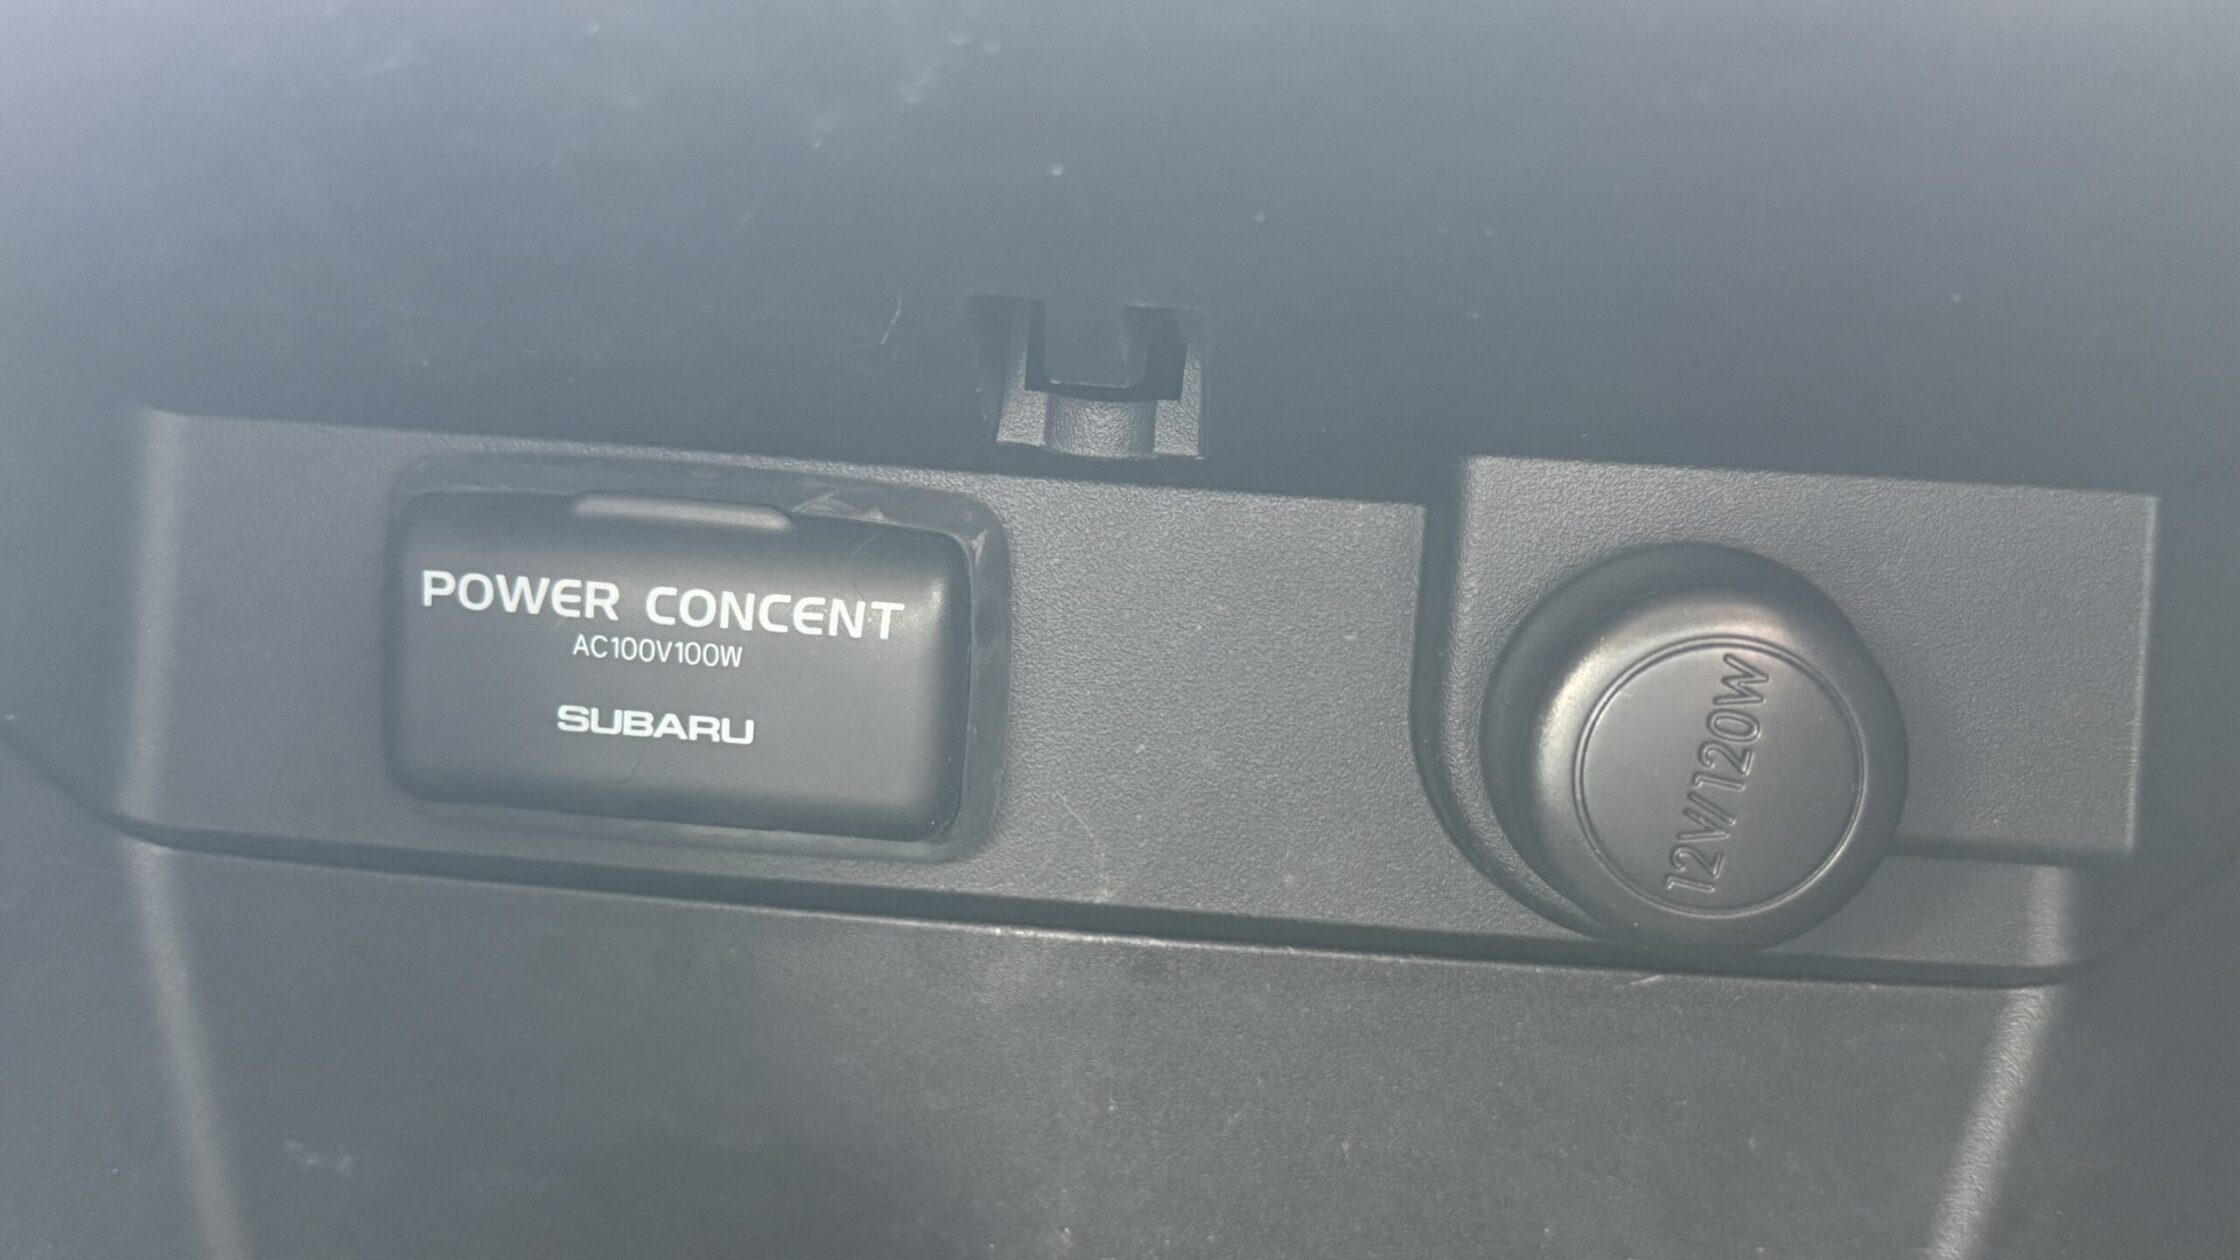 POWER CONCENT
AC100V100W
SUBARU
12V/120W